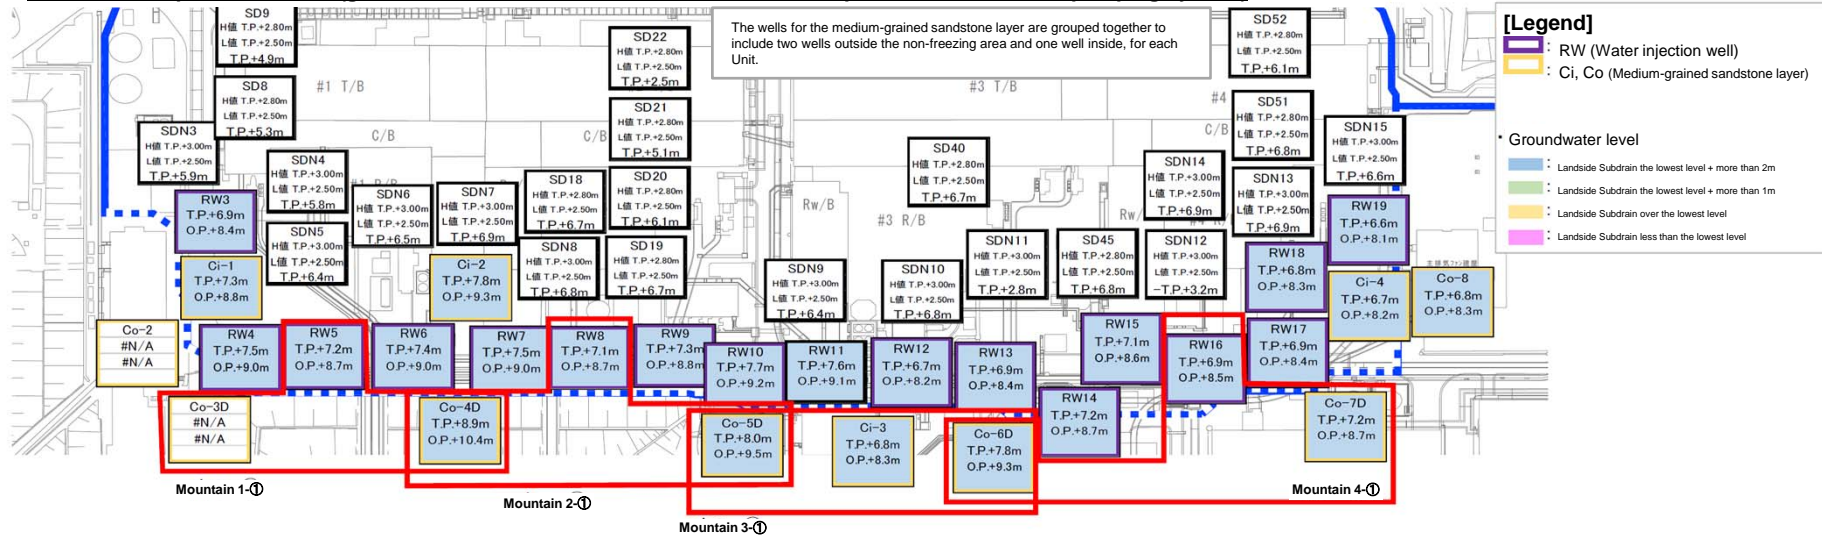 SD9
H値 T.P.+2.80m
L値 T.P.+2.50m
T.P.+4.9m
SD8
H値 T.P.+2.80m
L値 T.P.+2.50m
T.P.+5.3m
SDN3
H値 T.P.+3.00m
L値 T.P.+2.50m
T.P.+5.9m
SDN4
H値 T.P.+3.00m
L値 T.P.+2.50m
T.P.+5.8m
SDN5
H値 T.P.+3.00m
L値 T.P.+2.50m
T.P.+6.4m
SDN6
H値 T.P.+3.00m
L値 T.P.+2.50m
T.P.+6.5m
SDN7
H値 T.P.+3.00m
L値 T.P.+2.50m
T.P.+6.9m
SD18
H値 T.P.+2.80m
L値 T.P.+2.50m
T.P.+6.7m
SDN8
H値 T.P.+3.00m
L値 T.P.+2.50m
T.P.+6.8m
SD22
H値 T.P.+2.80m
L値 T.P.+2.50m
T.P.+2.5m
SD21
H値 T.P.+2.80m
L値 T.P.+2.50m
T.P.+5.1m
SD20
H値 T.P.+2.80m
L値 T.P.+2.50m
T.P.+6.1m
SD19
H値 T.P.+2.80m
L値 T.P.+2.50m
T.P.+6.7m
#1 T/B
C/B
C/B
The wells for the medium-grained sandstone layer are grouped together to
include two wells outside the non-freezing area and one well inside, for each
Unit.
#3 T/B
#4
C/B
Rw/B
#3 R/B
SDN9
H値 T.P.+3.00m
L値 T.P.+2.50m
T.P.+6.4m
SDN10
H値 T.P.+3.00m
L値 T.P.+2.50m
T.P.+6.8m
SD40
H値 T.P.+2.80m
L値 T.P.+2.50m
T.P.+6.7m
SDN11
H値 T.P.+3.00m
L値 T.P.+2.50m
T.P.+2.8m
SD45
H値 T.P.+2.80m
L値 T.P.+2.50m
T.P.+6.8m
SDN12
H値 T.P.+3.00m
L値 T.P.+2.50m
-T.P.+3.2m
SDN14
H値 T.P.+3.00m
L値 T.P.+2.50m
T.P.+6.9m
SD52
H値 T.P.+2.80m
L値 T.P.+2.50m
T.P.+6.1m
SD51
H値 T.P.+2.80m
L値 T.P.+2.50m
T.P.+6.8m
SDN13
H値 T.P.+3.00m
L値 T.P.+2.50m
T.P.+6.9m
SDN15
H値 T.P.+3.00m
L値 T.P.+2.50m
T.P.+6.6m
RW3
T.P.+6.9m
O.P.+8.4m
Ci-1
T.P.+7.3m
O.P.+8.8m
Ci-2
T.P.+7.8m
O.P.+9.3m
Co-2
#N/A
#N/A
RW4
T.P.+7.5m
O.P.+9.0m
RW5
T.P.+7.2m
O.P.+8.7m
RW6
T.P.+7.4m
O.P.+9.0m
RW7
T.P.+7.5m
O.P.+9.0m
RW8
T.P.+7.1m
O.P.+8.7m
RW9
T.P.+7.3m
O.P.+8.8m
RW10
T.P.+7.7m
O.P.+9.2m
RW11
T.P.+7.6m
O.P.+9.1m
RW12
T.P.+6.7m
O.P.+8.2m
RW13
T.P.+6.9m
O.P.+8.4m
RW14
T.P.+7.2m
O.P.+8.7m
RW15
T.P.+7.1m
O.P.+8.6m
RW16
T.P.+6.9m
O.P.+8.5m
RW17
T.P.+6.9m
O.P.+8.4m
RW18
T.P.+6.8m
O.P.+8.3m
RW19
T.P.+6.6m
O.P.+8.1m
Ci-4
T.P.+6.7m
O.P.+8.2m
Co-8
T.P.+6.8m
O.P.+8.3m
Co-3D
#N/A
#N/A
Co-4D
T.P.+8.9m
O.P.+10.4m
Co-5D
T.P.+8.0m
O.P.+9.5m
Ci-3
T.P.+6.8m
O.P.+8.3m
Co-6D
T.P.+7.8m
O.P.+9.3m
Co-7D
T.P.+7.2m
O.P.+8.7m
Mountain 1-①
Mountain 2-①
Mountain 3-①
Mountain 4-①
[Legend]
: RW (Water injection well)
: Ci, Co (Medium-grained sandstone layer)
• Groundwater level
: Landside Subdrain the lowest level + more than 2m
: Landside Subdrain the lowest level + more than 1m
: Landside Subdrain over the lowest level
: Landside Subdrain less than the lowest level